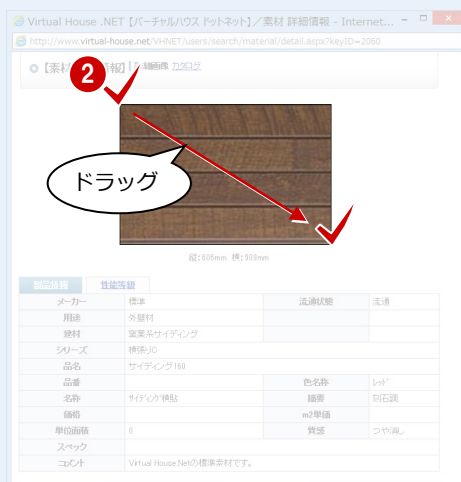 Virtual House .NET【バーチャルハウス ドットネット】／素材 詳細情報 - Internet...
http://www.virtual-house.net/VHNET/users/search/material/detail.aspx?keyID=2060
【素材 情報】 画像 カタログ
2
ドラッグ
縦:606mm 横:909mm
製品情報 性能等級
メーカー 標準 流通状態 流通
用途 外壁材
建材 窯業系サイディング
シリーズ 横張りC
品名 サイディング160
品番 色名称 レッド
名称 サイディング横貼 摘要 刻石調
価格 m2単価
単位面積 0 質感 つや消し
スペック
コメント Virtual House.Netの標準素材です。